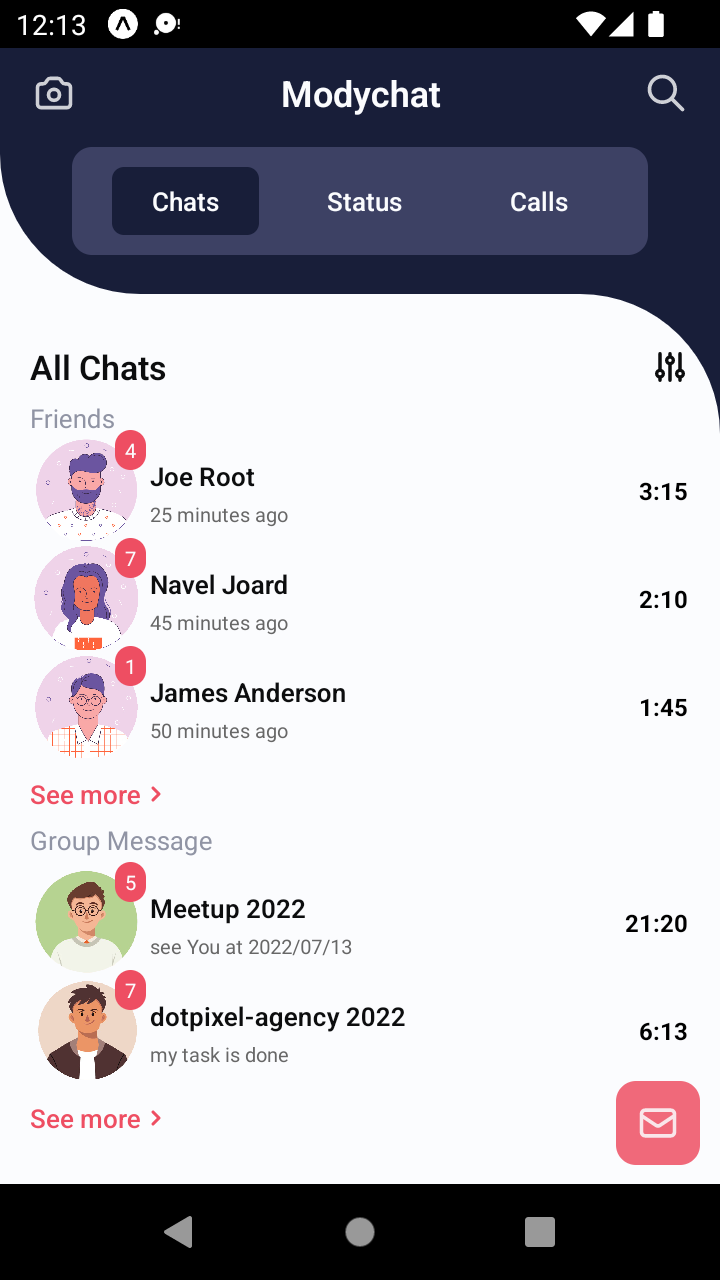 12:13
Modychat
Chats Status Calls
All Chats
Friends
4
Joe Root
25 minutes ago
3:15
7
Navel Joard
45 minutes ago
2:10
1
James Anderson
50 minutes ago
1:45
See more
Group Message
5
Meetup 2022
see You at 2022/07/13
21:20
7
dotpixel-agency 2022
my task is done
6:13
See more